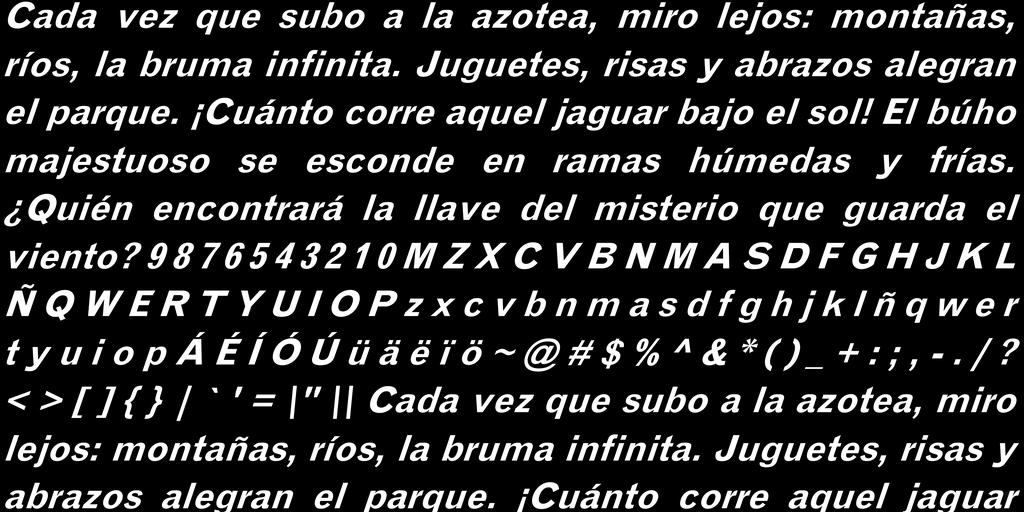 Cada vez que subo a la azotea, miro lejos: montañas,
ríos, la bruma infinita. Juguetes, risas y abrazos alegran
el parque. ¡Cuánto corre aquel jaguar bajo el sol! El búho
majestuoso se esconde en ramas húmedas y frías.
¿Quién encontrará la llave del misterio que guarda el
viento? 9 8 7 6 5 4 3 2 1 0 M Z X C V B N M A S D F G H J K L
Ñ Q W E R T Y U I O P z x c v b n m a s d f g h j k l ñ q w e r
t y u i o p Á É Í Ó Ú ü ä ë ï ö ~ @ # $ % ^ & * ( ) _ + : ; , - . / ?
< > [ ] { } | ` ' = |" || Cada vez que subo a la azotea, miro
lejos: montañas, ríos, la bruma infinita. Juguetes, risas y
abrazos alegran el parque. ¡Cuánto corre aquel jaguar